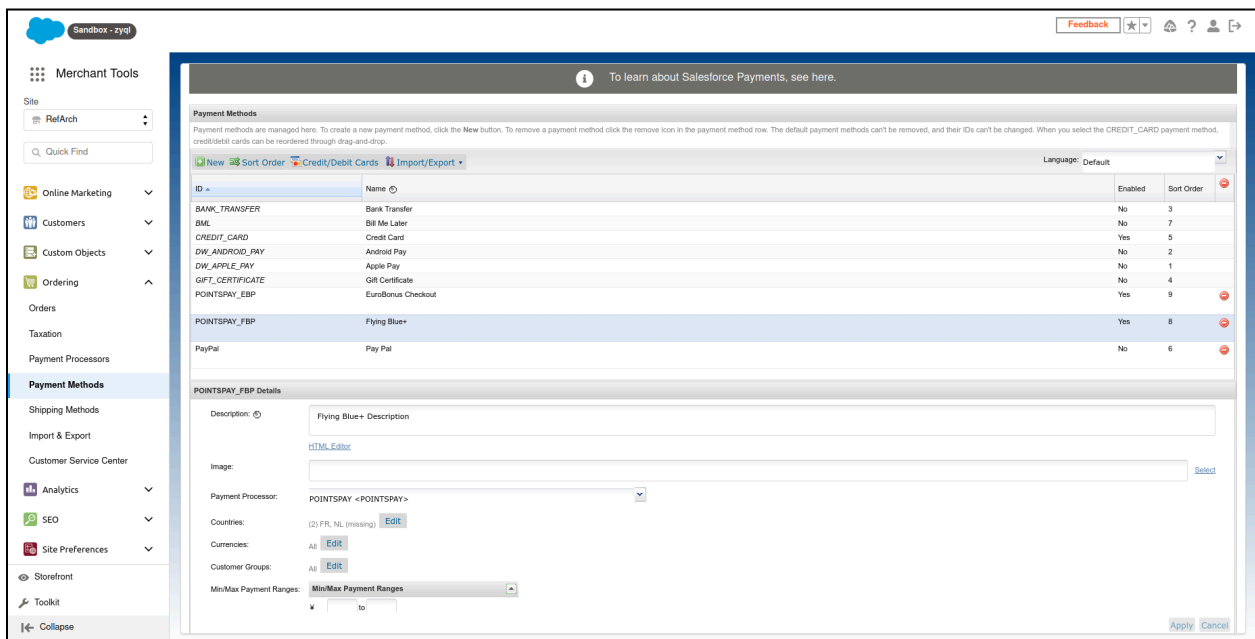 Sandbox - zyqi
Feedback
Merchant Tools
Site
RefArch
Quick Find
Online Marketing
Customers
Custom Objects
Ordering
Orders
Taxation
Payment Processors
Payment Methods
Shipping Methods
Import & Export
Customer Service Center
Analytics
SEO
Site Preferences
Storefront
Toolkit
Collapse
To learn about Salesforce Payments, see here.
Payment Methods
Payment methods are managed here. To create a new payment method, click the New button. To remove a payment method click the remove icon in the payment method row. The default payment methods can't be removed, and their IDs can't be changed. When you select the CREDIT_CARD payment method,
credit/debit cards can be reordered through drag-and-drop.
New Sort Order Credit/Debit Cards Import/Export Language: Default
ID Name Enabled Sort Order
BANK_TRANSFER Bank Transfer No 3
BML Bill Me Later No 7
CREDIT_CARD Credit Card Yes 5
DW_ANDROID_PAY Android Pay No 2
DW_APPLE_PAY Apple Pay No 1
GIFT_CERTIFICATE Gift Certificate No 4
POINTSPAY_EBP EuroBonus Checkout Yes 9
POINTSPAY_FBP Flying Blue+ Yes 8
PayPal Pay Pal No 6
POINTSPAY_FBP Details
Description: Flying Blue+ Description
HTML Editor
Image: Select
Payment Processor: POINTSPAY <POINTSPAY>
Countries: (2) FR, NL (missing) Edit
Currencies: All Edit
Customer Groups: All Edit
Min/Max Payment Ranges: Min/Max Payment Ranges
¥ to
Apply Cancel